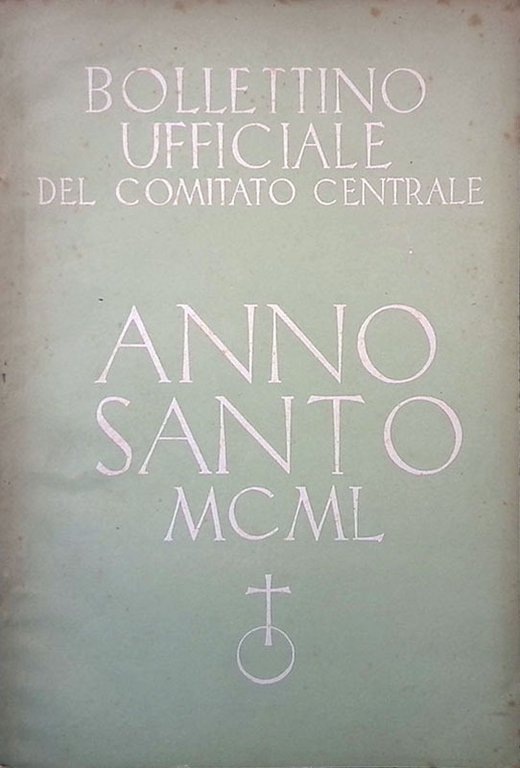 BOLLETTINO
UFFICIALE
DEL COMITATO CENTRALE
ANNO
SANTO
MCML